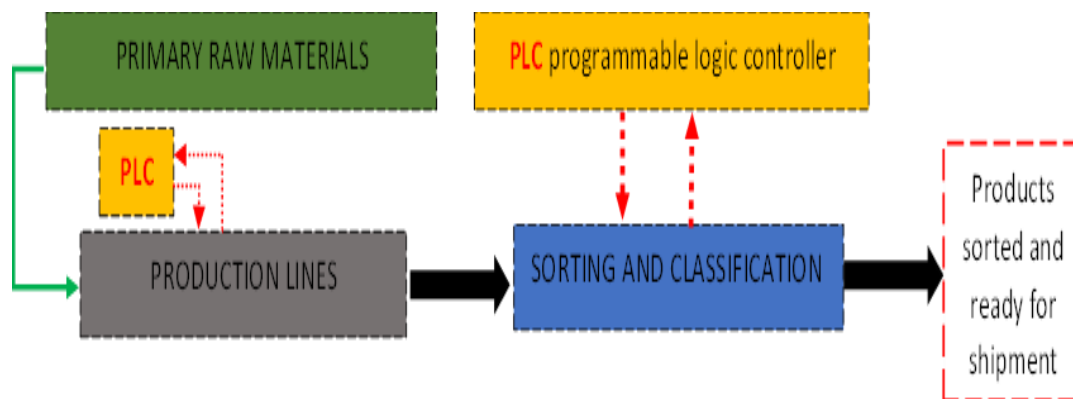 PRIMARY RAW MATERIALS
PLC programmable logic controller
PLC
PRODUCTION LINES
SORTING AND CLASSIFICATION
Products
sorted and
ready for
shipment